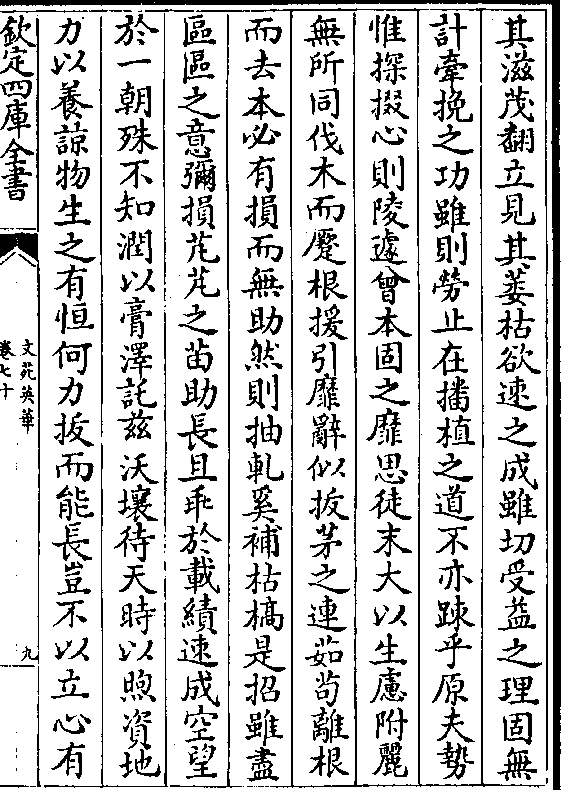 其滋茂翻立見其萎枯欲速之成雖切受益之理固無
計牽挽之功雖則勞止在播植之道不亦踈乎原夫勢
惟探掇心則陵遽曾本固之靡思徒末大以生慮附麗
無所同伐木而蹷根援引靡辭似拔茅之連茹茍離根
而去本必有損而無助然則抽軋奚補枯槁是招雖盡
區區之意彌損芃芃之苗助長且乖於載績速成空望
於一朝殊不知潤以膏澤託兹沃壤待天時以煦資地
力以養諒物生之有恒何力拔而能長豈不以立心有
欽定四庫全書
文苑英華
卷七十
九